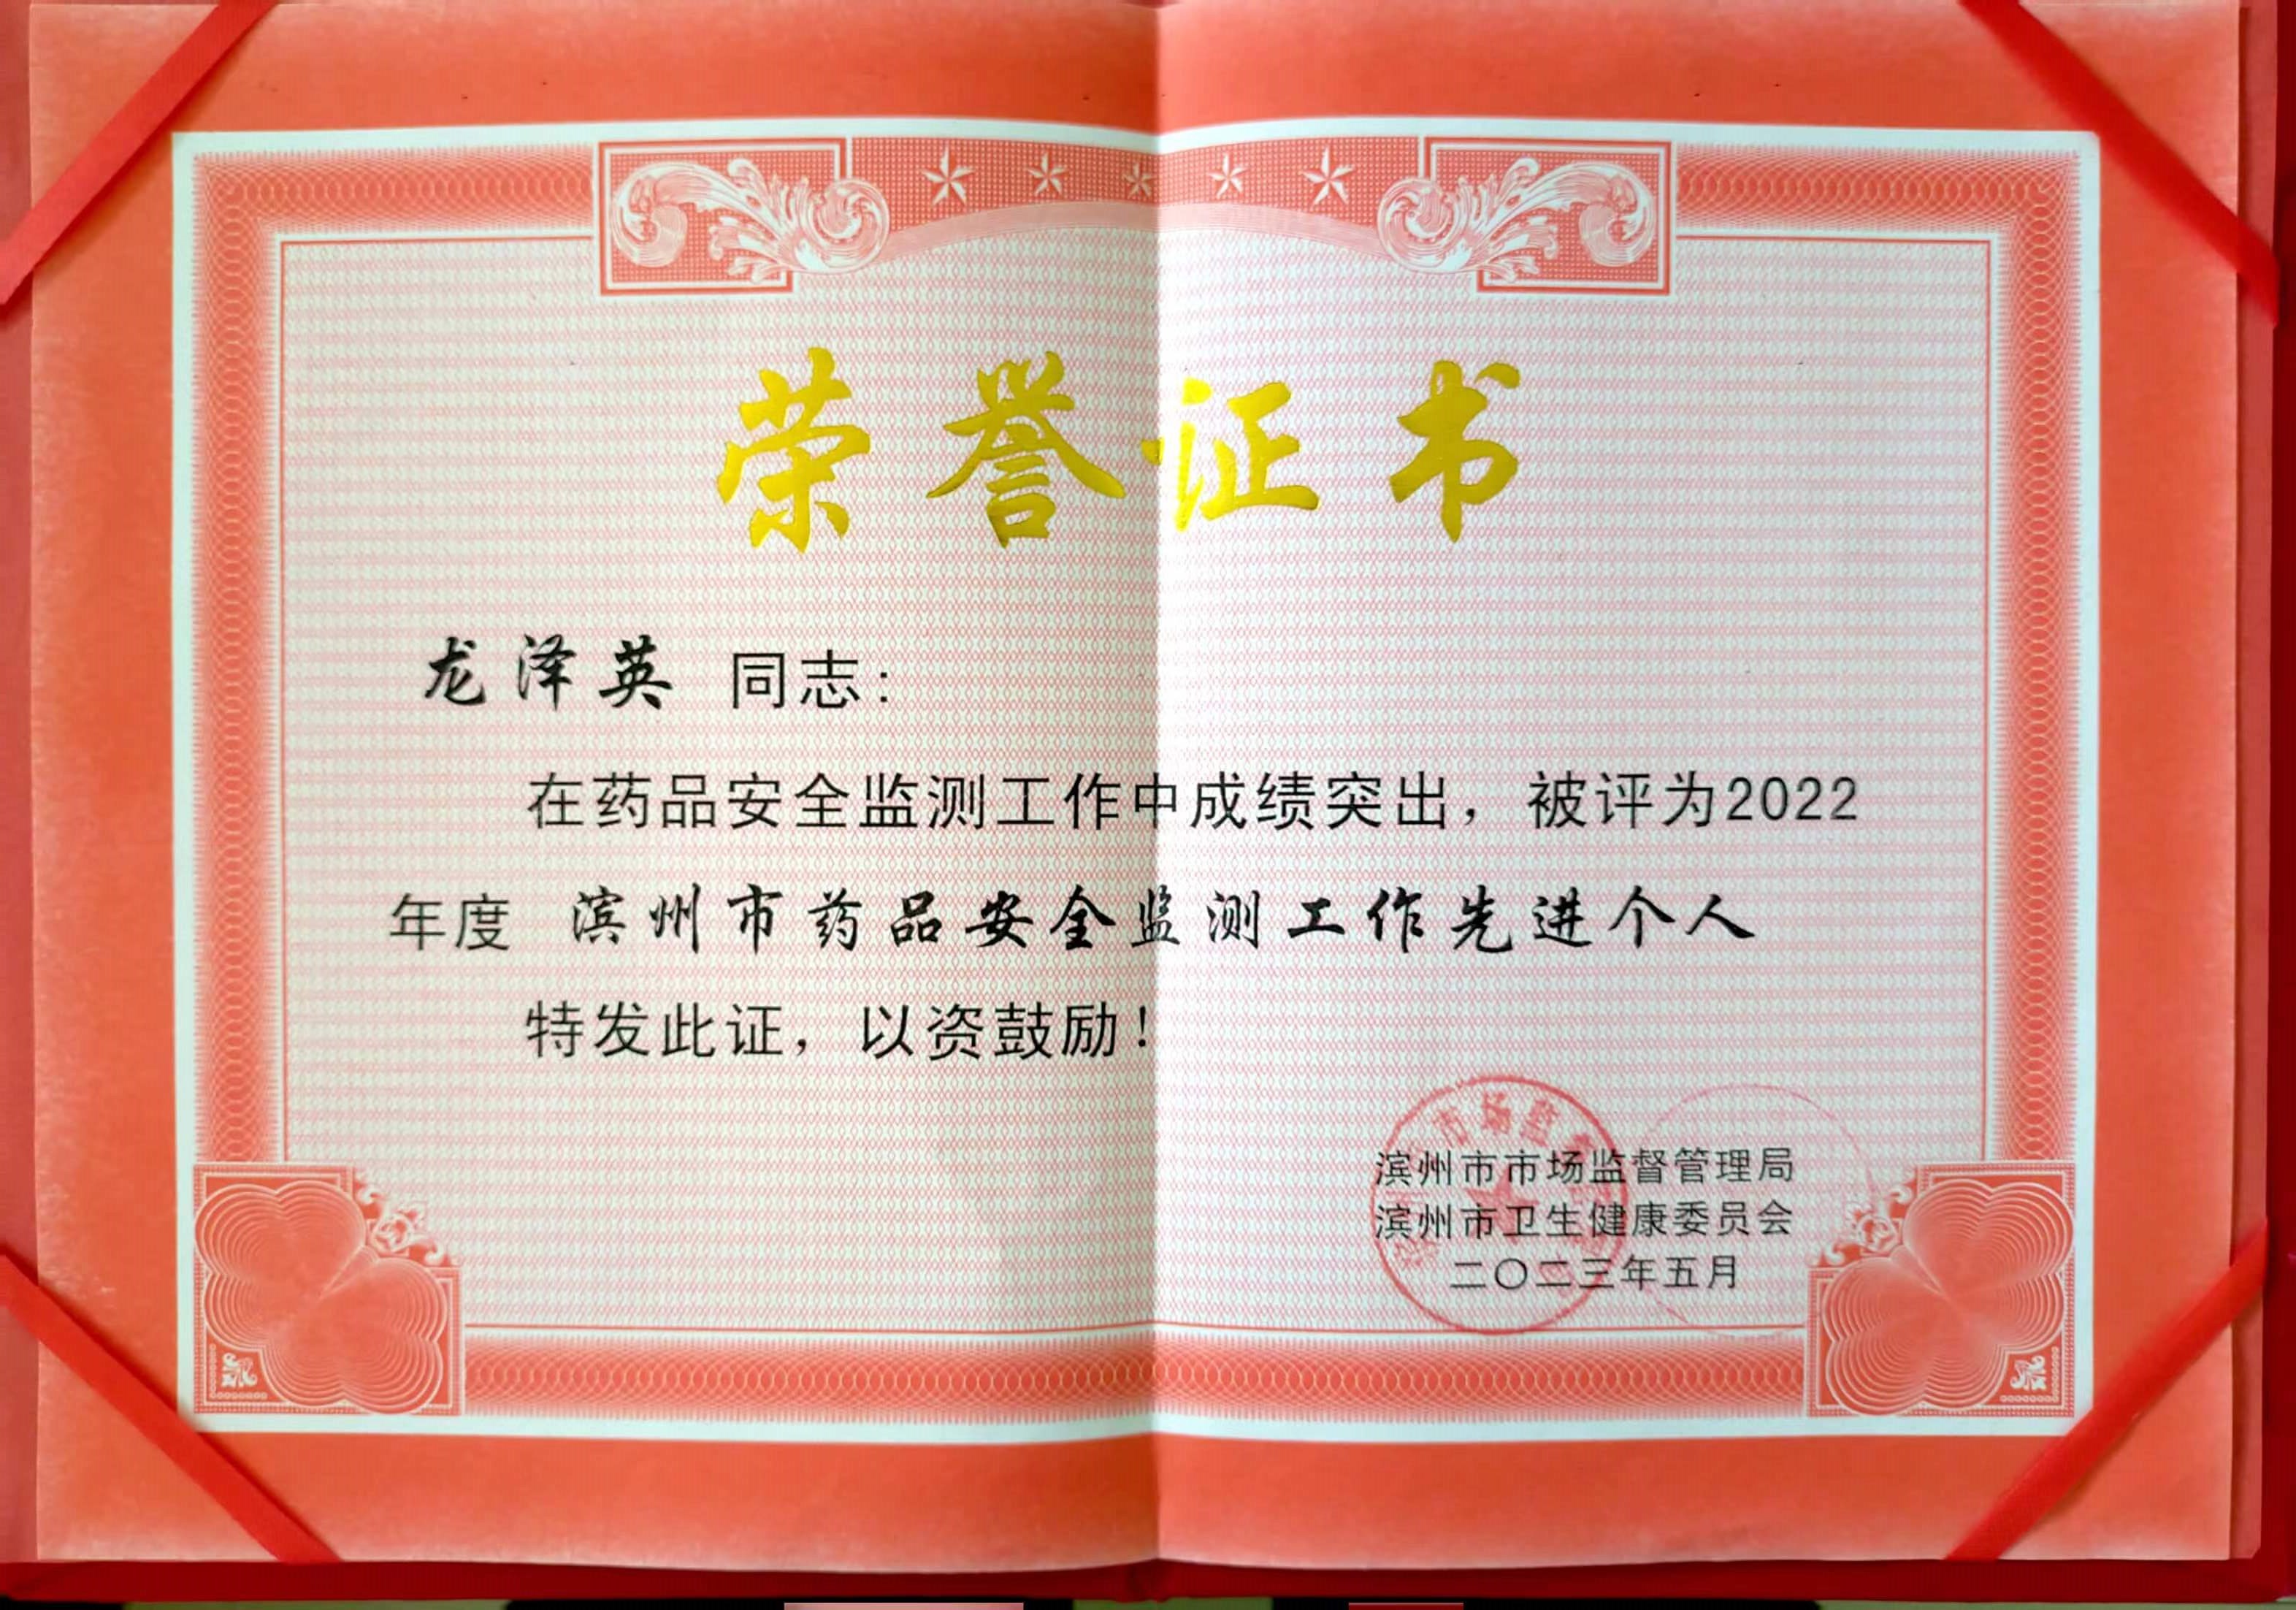 荣誉证书
龙泽英 同志：
在药品安全监测工作中成绩突出，被评为2022
年度 滨州市药品安全监测工作先进个人
特发此证，以资鼓励！
滨州市市场监督管理局
滨州市卫生健康委员会
二〇二三年五月
市场监